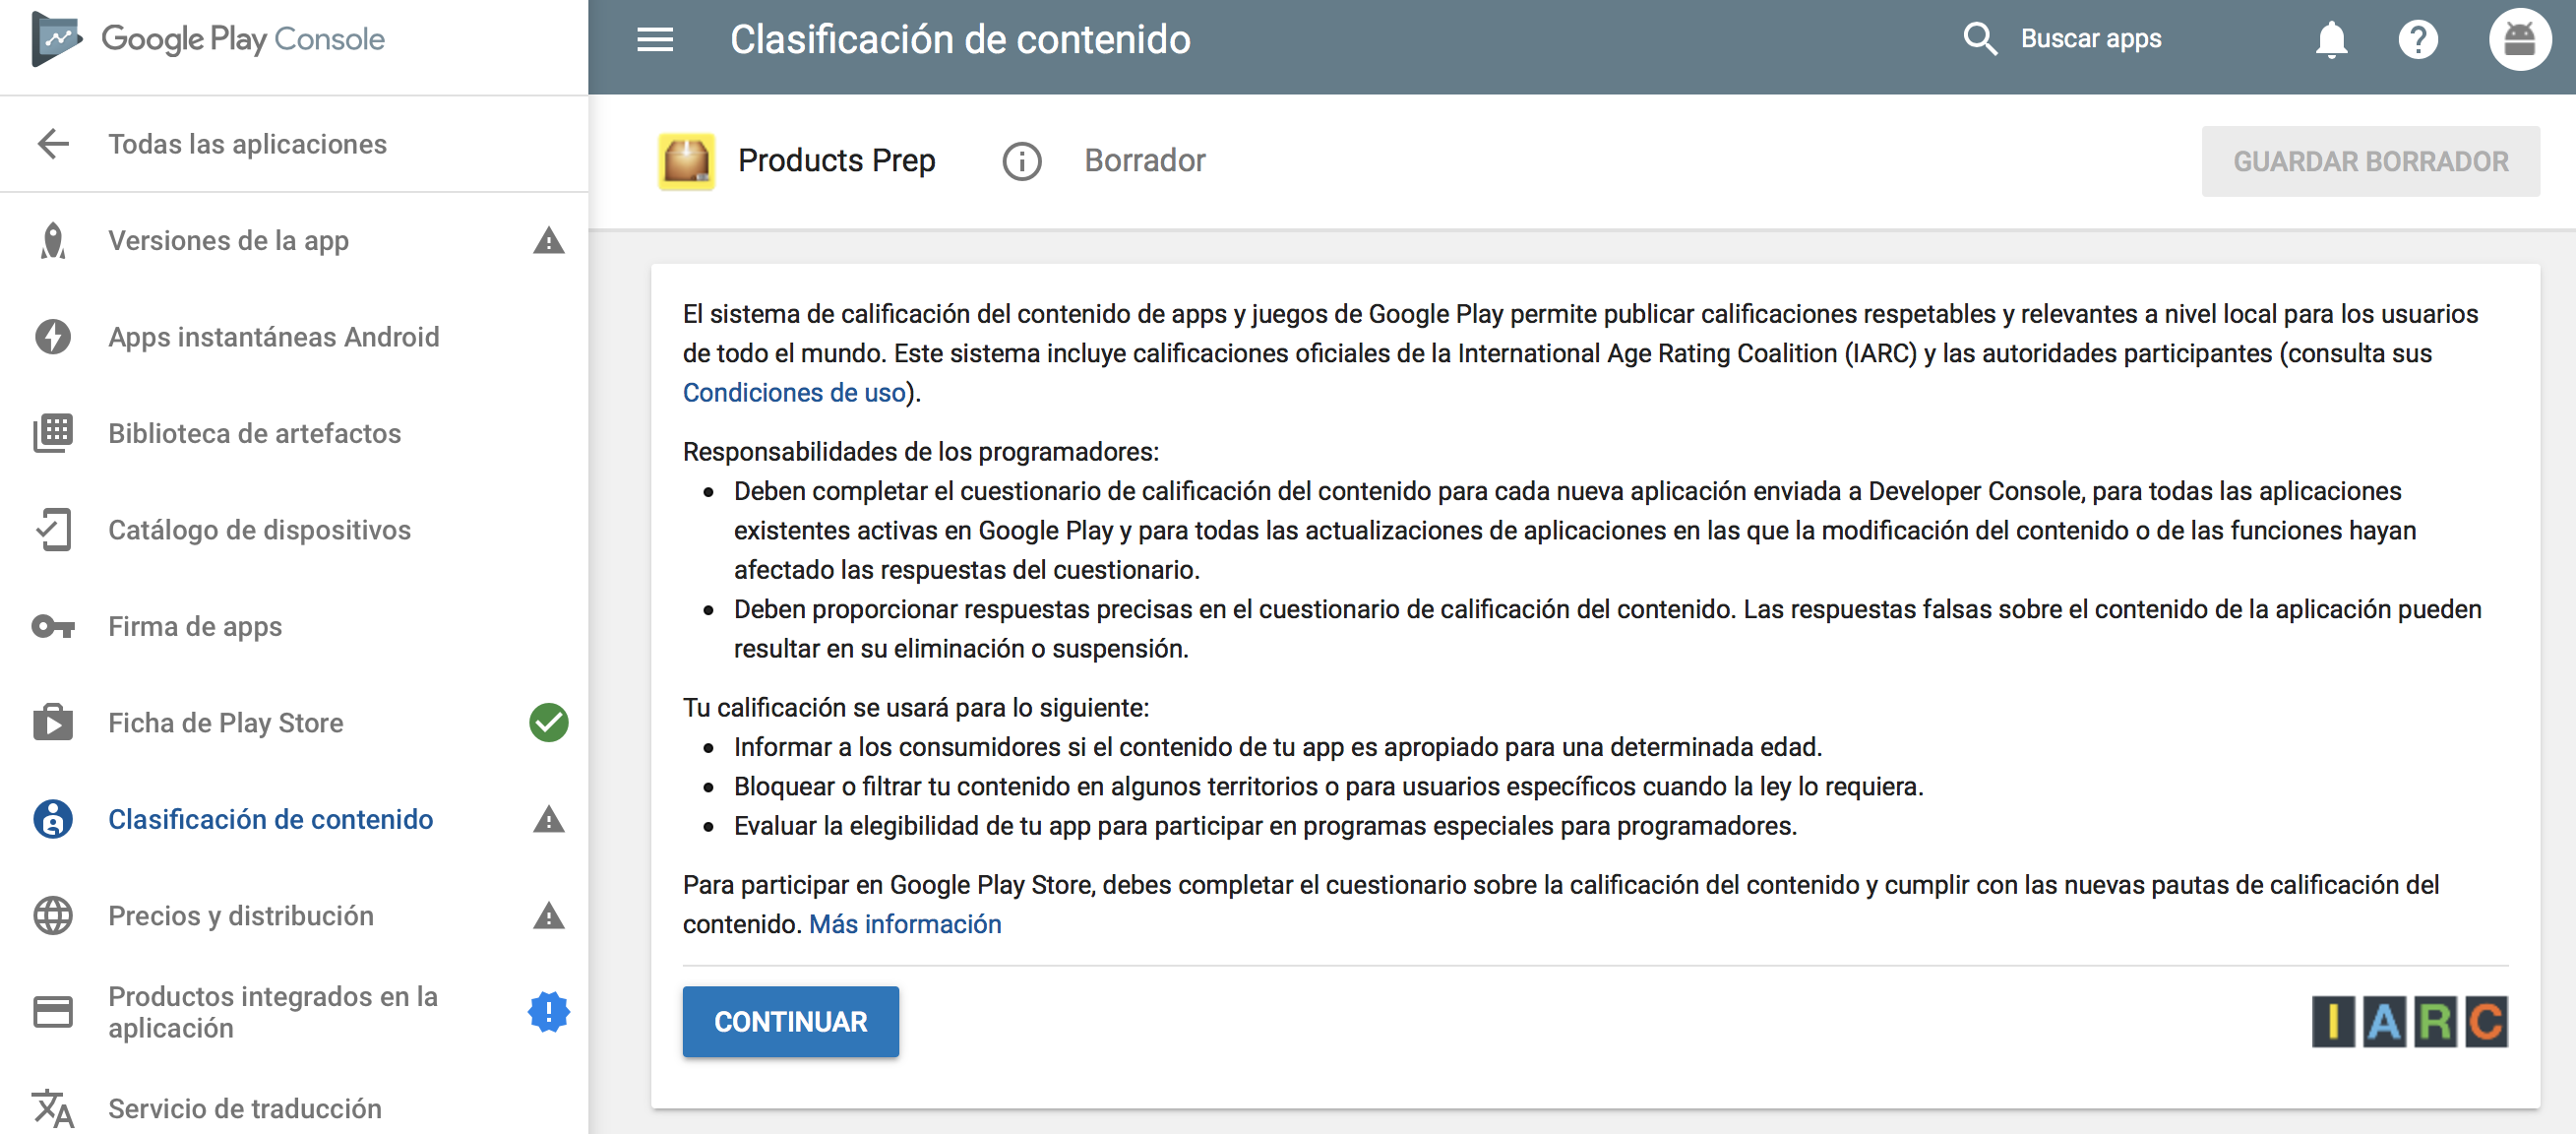 Google Play Console
Clasificación de contenido
Buscar apps
Todas las aplicaciones
Products Prep
Borrador
GUARDAR BORRADOR
Versiones de la app
Apps instantáneas Android
Biblioteca de artefactos
Catálogo de dispositivos
Firma de apps
Ficha de Play Store
Clasificación de contenido
Precios y distribución
Productos integrados en la
aplicación
Servicio de traducción
El sistema de calificación del contenido de apps y juegos de Google Play permite publicar calificaciones respetables y relevantes a nivel local para los usuarios
de todo el mundo. Este sistema incluye calificaciones oficiales de la International Age Rating Coalition (IARC) y las autoridades participantes (consulta sus
Condiciones de uso).
Responsabilidades de los programadores:
• Deben completar el cuestionario de calificación del contenido para cada nueva aplicación enviada a Developer Console, para todas las aplicaciones
existentes activas en Google Play y para todas las actualizaciones de aplicaciones en las que la modificación del contenido o de las funciones hayan
afectado las respuestas del cuestionario.
• Deben proporcionar respuestas precisas en el cuestionario de calificación del contenido. Las respuestas falsas sobre el contenido de la aplicación pueden
resultar en su eliminación o suspensión.
Tu calificación se usará para lo siguiente:
• Informar a los consumidores si el contenido de tu app es apropiado para una determinada edad.
• Bloquear o filtrar tu contenido en algunos territorios o para usuarios específicos cuando la ley lo requiera.
• Evaluar la elegibilidad de tu app para participar en programas especiales para programadores.
Para participar en Google Play Store, debes completar el cuestionario sobre la calificación del contenido y cumplir con las nuevas pautas de calificación del
contenido. Más información
CONTINUAR
IARC